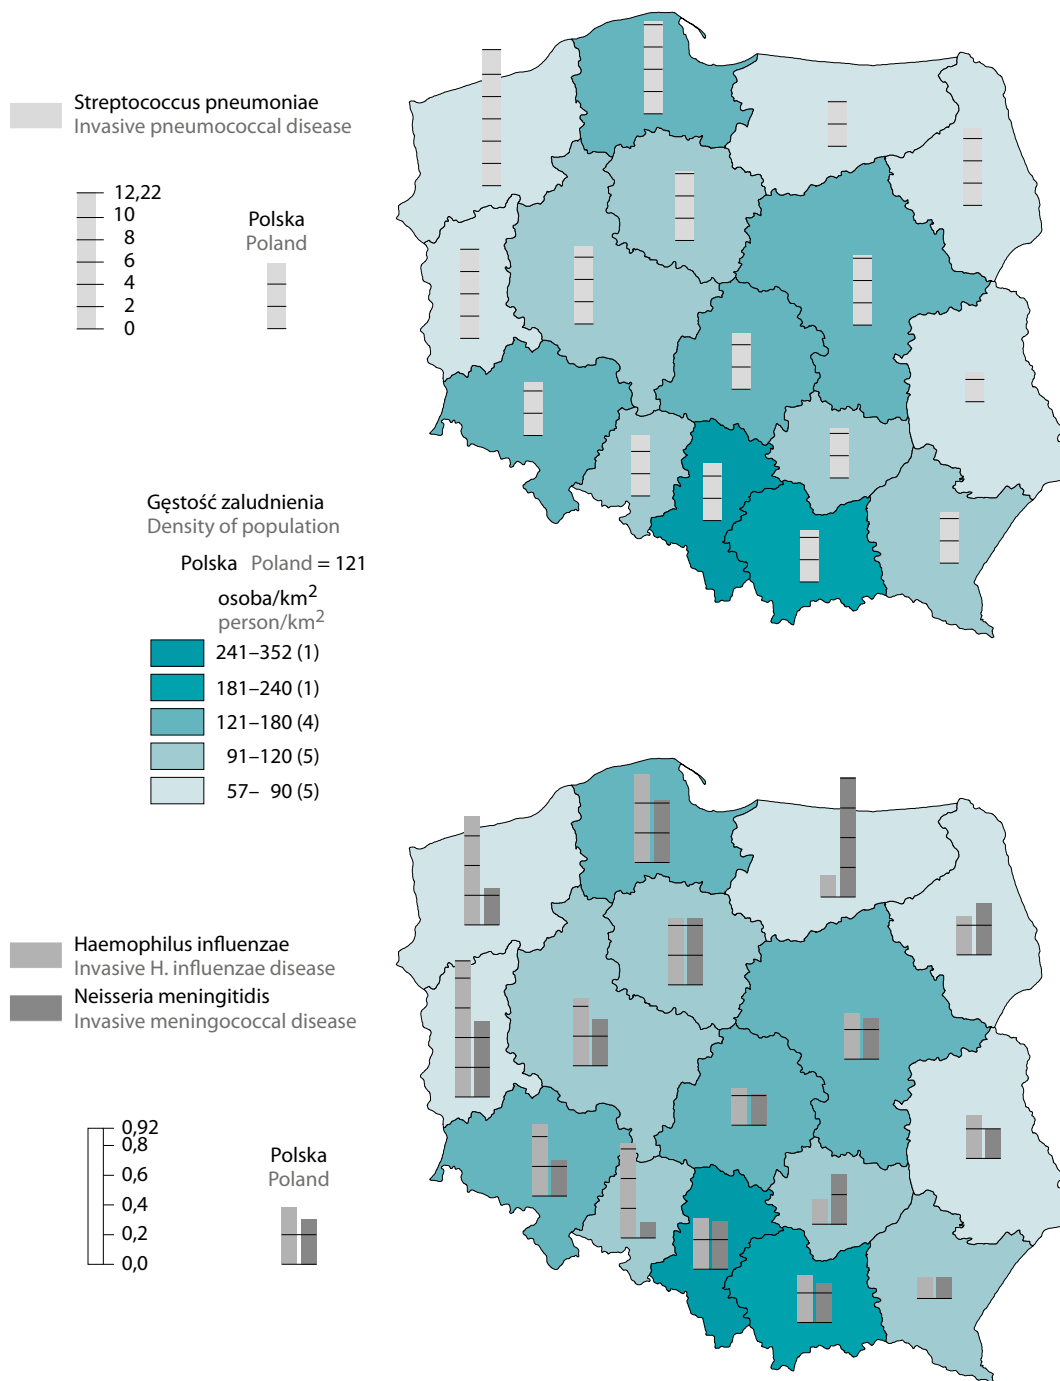 Streptococcus pneumoniae
Invasive pneumococcal disease
12,22
10
8
6
4
2
0
Polska
Poland
Gęstość zaludnienia
Density of population
Polska Poland = 121
osoba/km²
person/km²
241–352 (1)
181–240 (1)
121–180 (4)
91–120 (5)
57– 90 (5)
Haemophilus influenzae
Invasive H. influenzae disease
Neisseria meningitidis
Invasive meningococcal disease
0,92
0,8
0,6
0,4
0,2
0,0
Polska
Poland